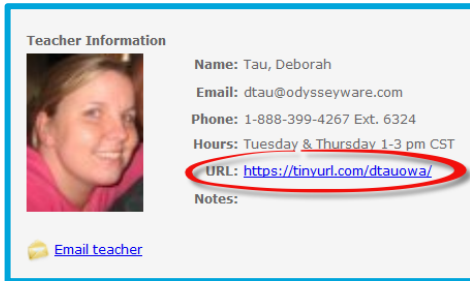 Teacher Information
Name: Tau, Deborah
Email: dtau@odysseyware.com
Phone: 1-888-399-4267 Ext. 6324
Hours: Tuesday & Thursday 1-3 pm CST
URL: https://tinyurl.com/dtauowa/
Notes:
Email teacher